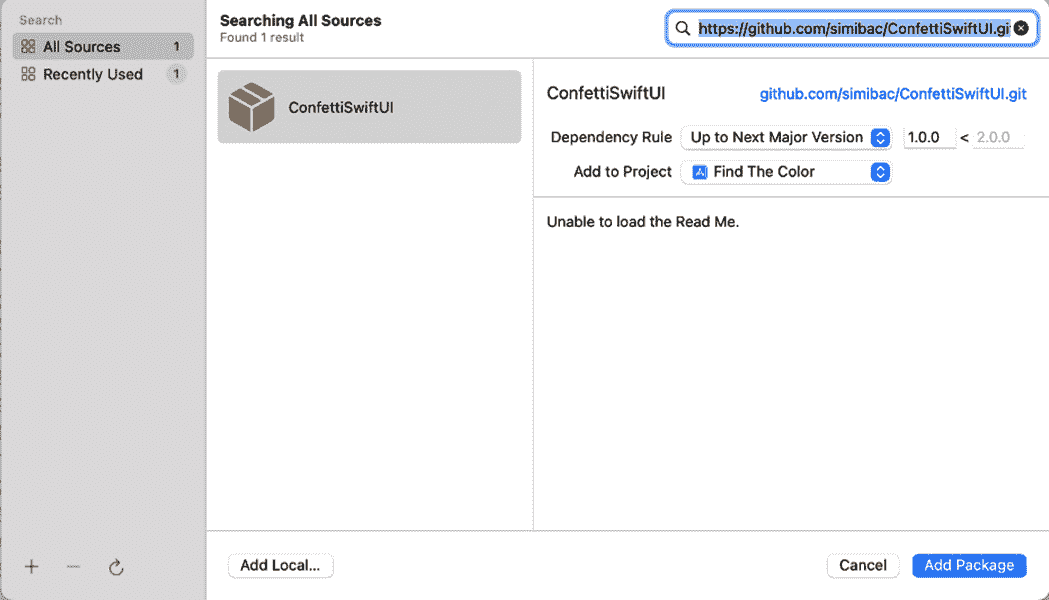 Search
All Sources 1
Recently Used 1
Searching All Sources
Found 1 result
https://github.com/simibac/ConfettiSwiftUI.gi
ConfettiSwiftUI
ConfettiSwiftUI github.com/simibac/ConfettiSwiftUI.git
Dependency Rule Up to Next Major Version 1.0.0 < 2.0.0
Add to Project Find The Color
Unable to load the Read Me.
Add Local... Cancel Add Package